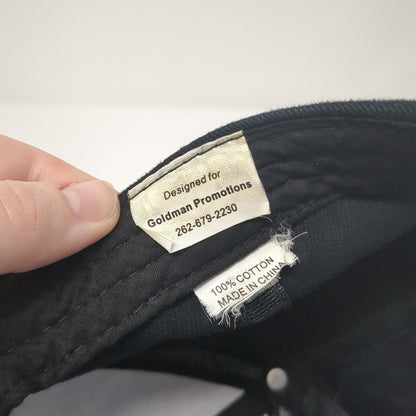 Designed for
Goldman Promotions
262-679-2230
100% COTTON
MADE IN CHINA